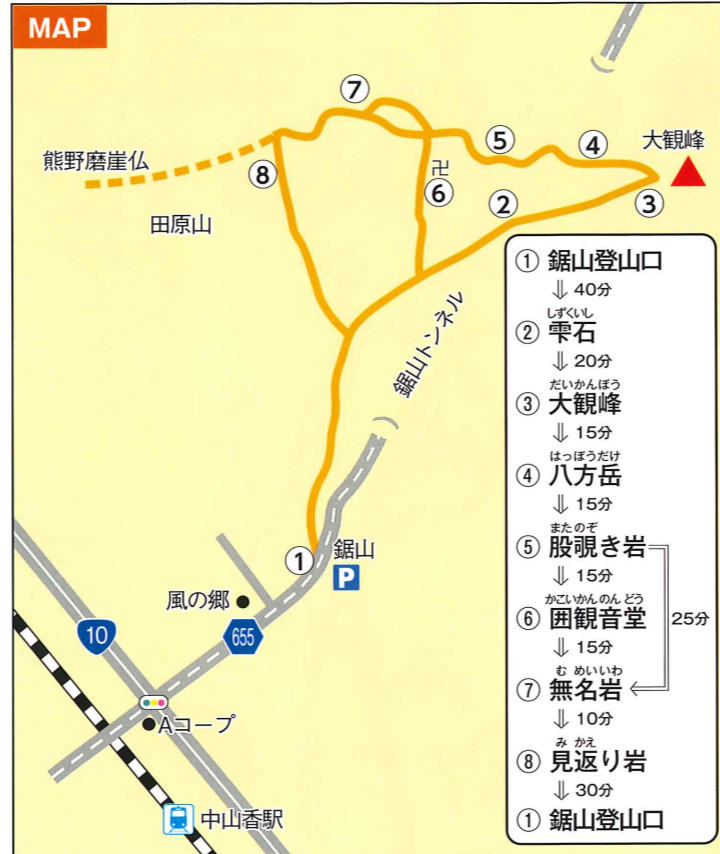 MAP
⑦
⑤
④
大観峰
熊野磨崖仏
⑧
卍
⑥
②
③
田原山
鋸山トンネル
①
鋸山
P
風の郷
10
655
Aコープ
中山香駅
① 鋸山登山口
⇓ 40分
しずくいし
② 雫石
⇓ 20分
だいかんぼう
③ 大観峰
⇓ 15分
はっぽうだけ
④ 八方岳
⇓ 15分
またのぞ
⑤ 股覗き岩
⇓ 15分
かこいかんのんどう
⑥ 囲観音堂
25分
⇓ 15分
む めいいわ
⑦ 無名岩
⇓ 10分
み かえ
⑧ 見返り岩
⇓ 30分
① 鋸山登山口